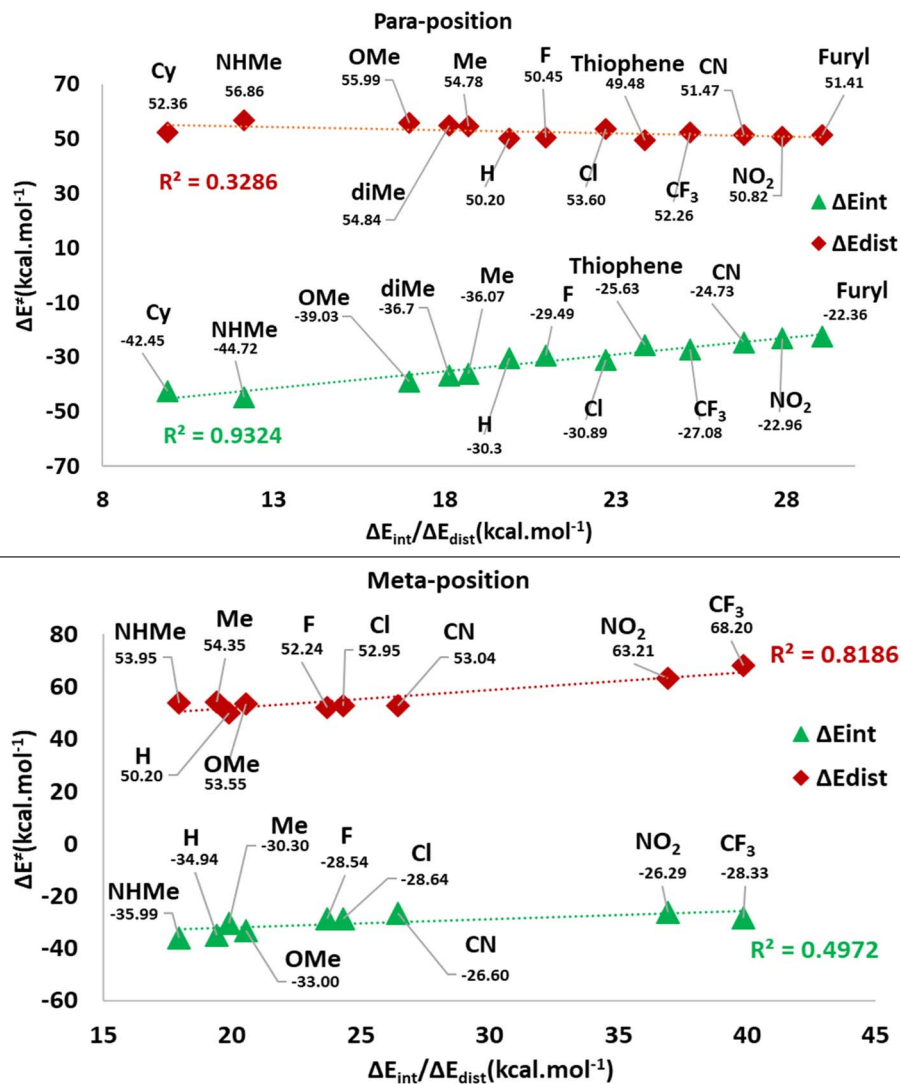 Para-position
Cy
52.36
NHMe
56.86
OMe
55.99
Me
54.78
F
50.45
Thiophene
49.48
CN
51.47
Furyl
51.41
diMe
54.84
H
50.20
Cl
53.60
CF₃
52.26
NO₂
50.82
R² = 0.3286
ΔEint
ΔEdist
Cy
-42.45
NHMe
-44.72
OMe
-39.03
diMe
-36.7
Me
-36.07
F
-29.49
Thiophene
-25.63
CN
-24.73
Furyl
-22.36
H
-30.3
Cl
-30.89
CF₃
-27.08
NO₂
-22.96
R² = 0.9324
70
50
30
10
-10
-30
-50
-70
ΔE≠(kcal.mol⁻¹)
8 13 18 23 28
ΔEint/ΔEdist(kcal.mol⁻¹)
Meta-position
NHMe
53.95
Me
54.35
F
52.24
Cl
52.95
CN
53.04
NO₂
63.21
CF₃
68.20
R² = 0.8186
H
50.20
OMe
53.55
ΔEint
ΔEdist
NHMe
-35.99
H
-34.94
Me
-30.30
F
-28.54
Cl
-28.64
NO₂
-26.29
CF₃
-28.33
OMe
-33.00
CN
-26.60
R² = 0.4972
80
60
40
20
0
-20
-40
-60
ΔE≠(kcal.mol⁻¹)
15 20 25 30 35 40 45
ΔEint/ΔEdist(kcal.mol⁻¹)